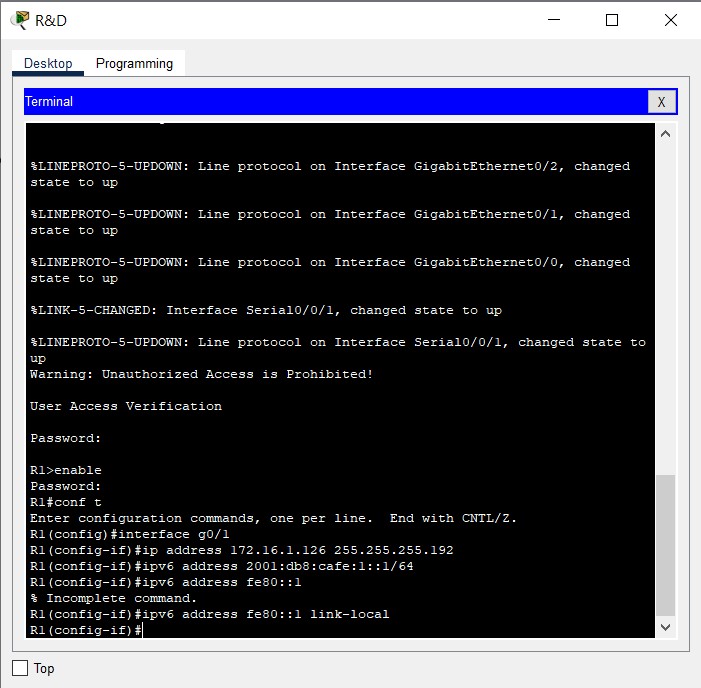 R&D
Desktop
Programming
Terminal
X
%LINEPROTO-5-UPDOWN: Line protocol on Interface GigabitEthernet0/2, changed
state to up
%LINEPROTO-5-UPDOWN: Line protocol on Interface GigabitEthernet0/1, changed
state to up
%LINEPROTO-5-UPDOWN: Line protocol on Interface GigabitEthernet0/0, changed
state to up
%LINK-5-CHANGED: Interface Serial0/0/1, changed state to up
%LINEPROTO-5-UPDOWN: Line protocol on Interface Serial0/0/1, changed state to
up
Warning: Unauthorized Access is Prohibited!
User Access Verification
Password:
R1>enable
Password:
R1#conf t
Enter configuration commands, one per line.  End with CNTL/Z.
R1(config)#interface g0/1
R1(config-if)#ip address 172.16.1.126 255.255.255.192
R1(config-if)#ipv6 address 2001:db8:cafe:1::1/64
R1(config-if)#ipv6 address fe80::1
% Incomplete command.
R1(config-if)#ipv6 address fe80::1 link-local
R1(config-if)#
Top